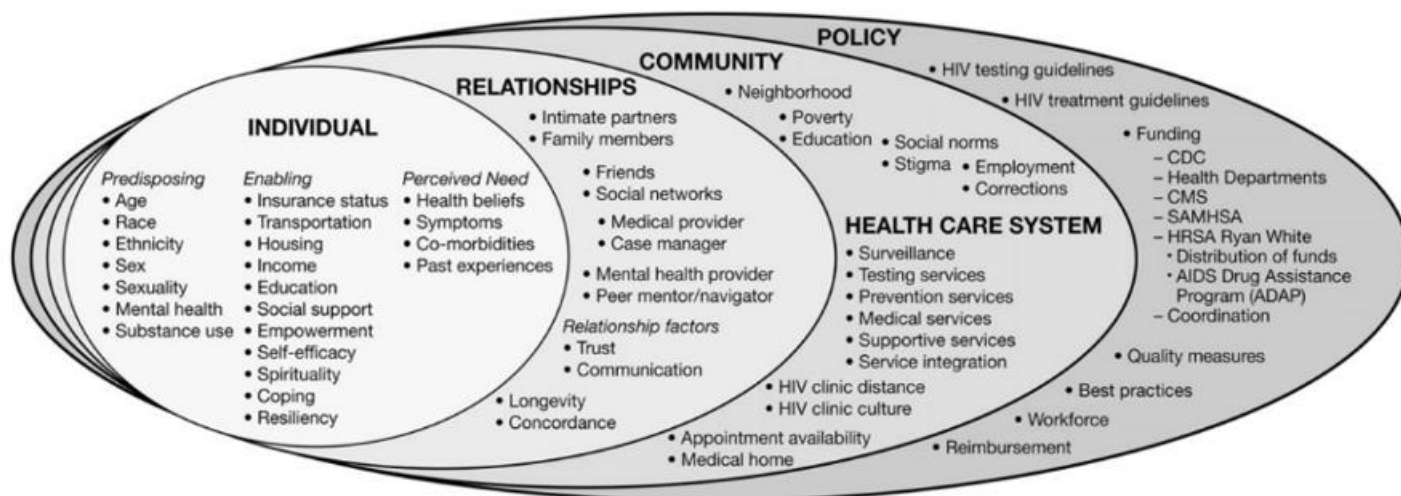 POLICY
• HIV testing guidelines
• HIV treatment guidelines
• Funding
– CDC
– Health Departments
– CMS
– SAMHSA
– HRSA Ryan White
• Distribution of funds
• AIDS Drug Assistance
Program (ADAP)
– Coordination
• Quality measures
• Best practices
• Workforce
• Reimbursement
COMMUNITY
• Neighborhood
• Poverty
• Education
• Social norms
• Stigma
• Employment
• Corrections
HEALTH CARE SYSTEM
• Surveillance
• Testing services
• Prevention services
• Medical services
• Supportive services
• Service integration
• HIV clinic distance
• HIV clinic culture
• Appointment availability
• Medical home
RELATIONSHIPS
• Intimate partners
• Family members
• Friends
• Social networks
• Medical provider
• Case manager
• Mental health provider
• Peer mentor/navigator
Relationship factors
• Trust
• Communication
• Longevity
• Concordance
INDIVIDUAL
Predisposing
• Age
• Race
• Ethnicity
• Sex
• Sexuality
• Mental health
• Substance use
Enabling
• Insurance status
• Transportation
• Housing
• Income
• Education
• Social support
• Empowerment
• Self-efficacy
• Spirituality
• Coping
• Resiliency
Perceived Need
• Health beliefs
• Symptoms
• Co-morbidities
• Past experiences